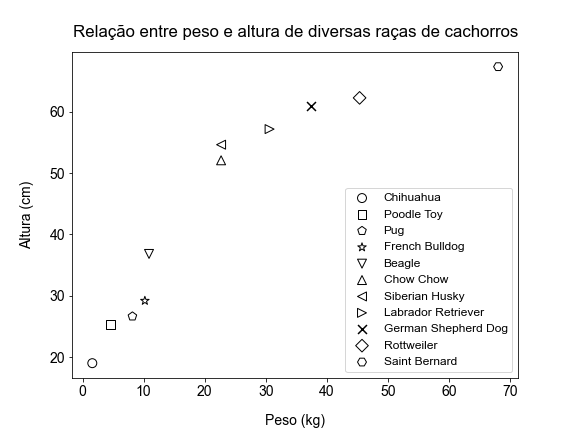 Relação entre peso e altura de diversas raças de cachorros
Altura (cm)
60
50
40
30
20
Chihuahua
Poodle Toy
Pug
French Bulldog
Beagle
Chow Chow
Siberian Husky
Labrador Retriever
German Shepherd Dog
Rottweiler
Saint Bernard
0 10 20 30 40 50 60 70
Peso (kg)